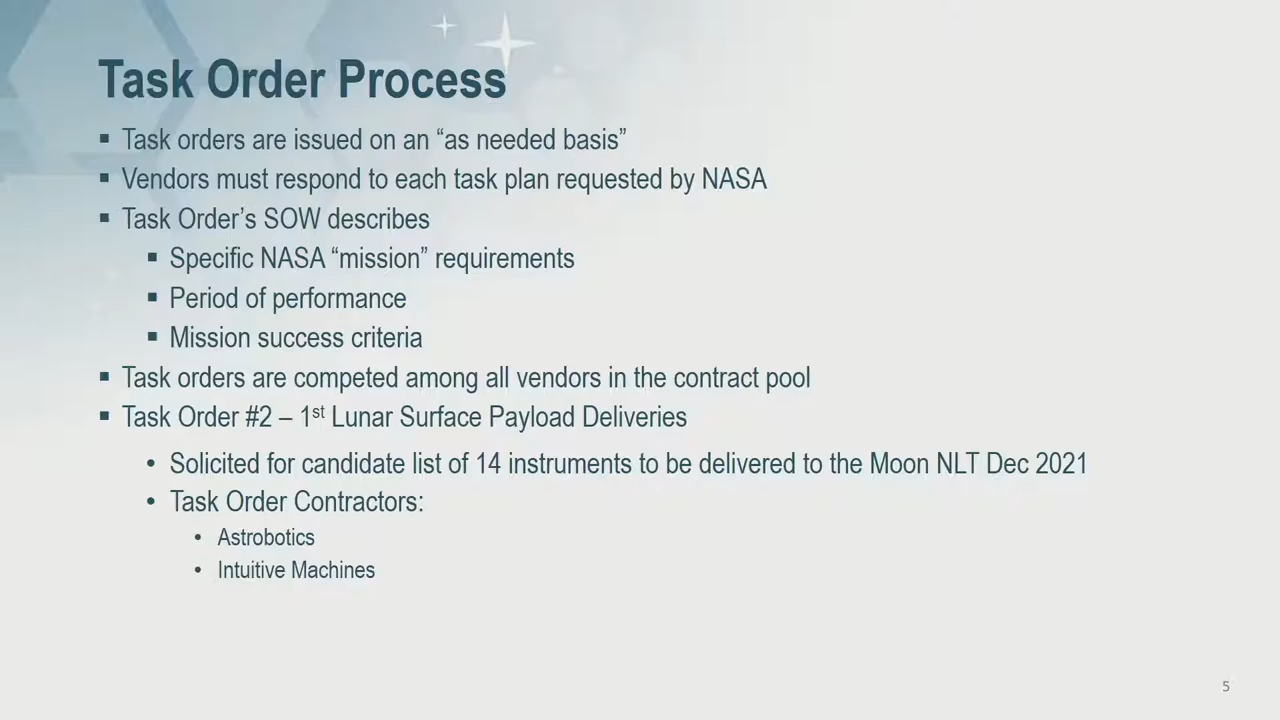 Task Order Process
▪ Task orders are issued on an “as needed basis”
▪ Vendors must respond to each task plan requested by NASA
▪ Task Order’s SOW describes
▪ Specific NASA “mission” requirements
▪ Period of performance
▪ Mission success criteria
▪ Task orders are competed among all vendors in the contract pool
▪ Task Order #2 – 1st Lunar Surface Payload Deliveries
• Solicited for candidate list of 14 instruments to be delivered to the Moon NLT Dec 2021
• Task Order Contractors:
• Astrobotics
• Intuitive Machines
5